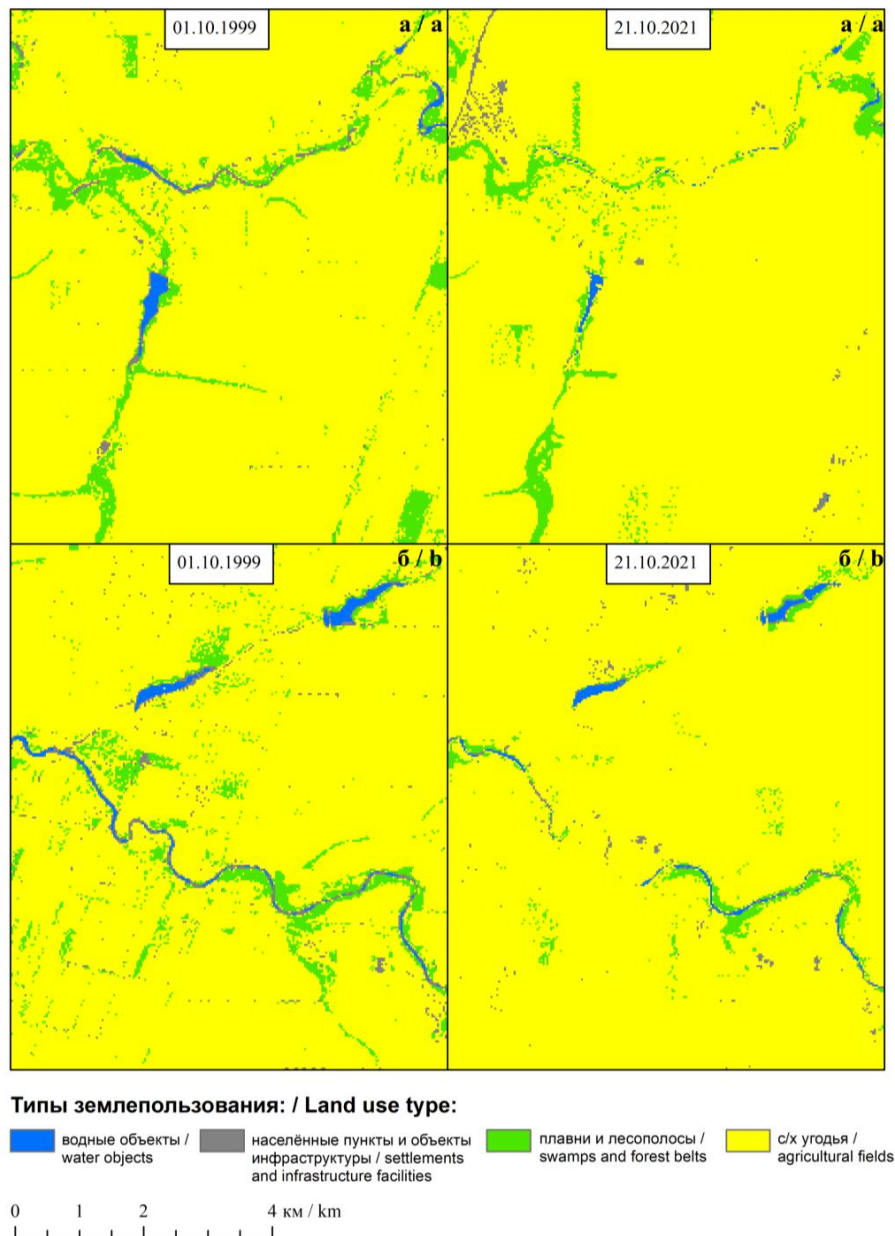 01.10.1999
а / a
21.10.2021
а / a
01.10.1999
б / b
21.10.2021
б / b
Типы землепользования: / Land use type:
водные объекты /
water objects
населённые пункты и объекты
инфраструктуры / settlements
and infrastructure facilities
плавни и лесополосы /
swamps and forest belts
с/х угодья /
agricultural fields
0 1 2 4 км / km